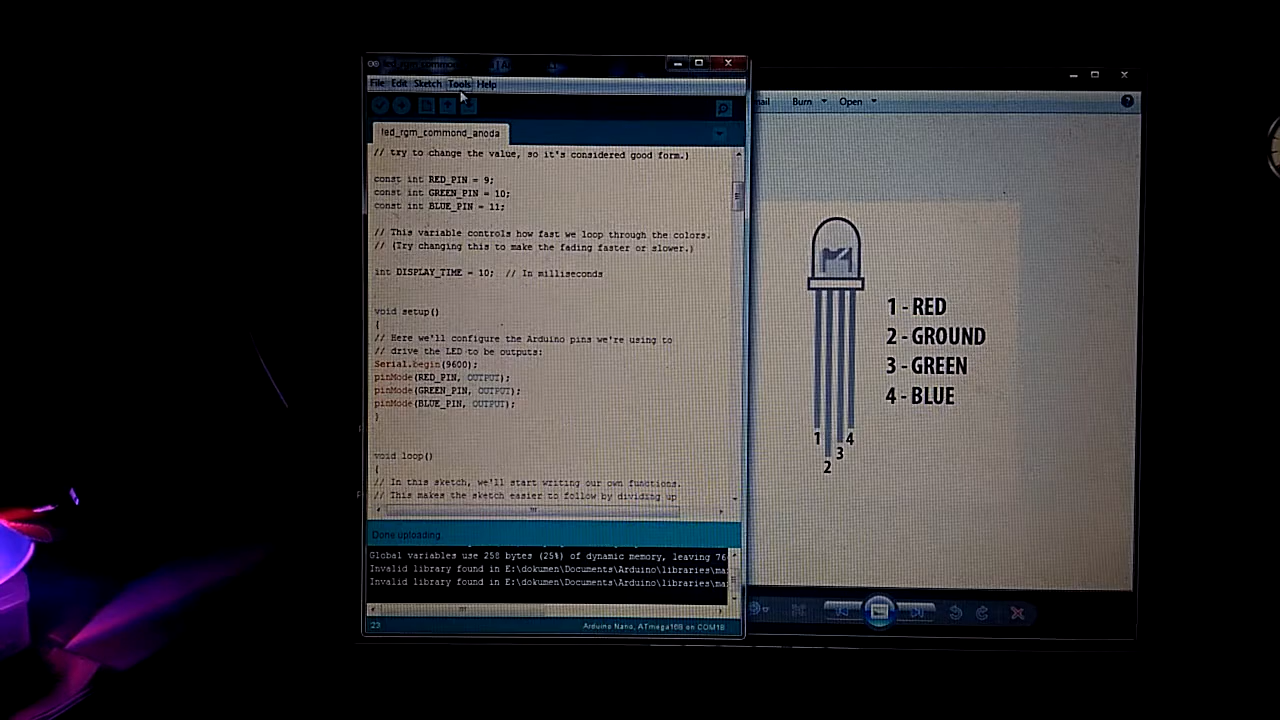 File Edit Sketch Tools Help
led_rgm_commond_anoda
// try to change the value, so it's considered good form.)
const int RED_PIN = 9;
const int GREEN_PIN = 10;
const int BLUE_PIN = 11;
// This variable controls how fast we loop through the colors.
// (Try changing this to make the fading faster or slower.)
int DISPLAY_TIME = 10;  // In milliseconds
void setup()
{
// Here we'll configure the Arduino pins we're using to
// drive the LED to be outputs:
Serial.begin(9600);
pinMode(RED_PIN, OUTPUT);
pinMode(GREEN_PIN, OUTPUT);
pinMode(BLUE_PIN, OUTPUT);
}
void loop()
{
// In this sketch, we'll start writing our own functions.
// This makes the sketch easier to follow by dividing up
Done uploading.
Global variables use 258 bytes (25%) of dynamic memory, leaving 76
Invalid library found in E:\dokumen\Documents\Arduino\libraries\ma
Invalid library found in E:\dokumen\Documents\Arduino\libraries\ma
23
Arduino Nano, ATmega168 on COM18
Burn Open
1 - RED
2 - GROUND
3 - GREEN
4 - BLUE
1 4
3
2